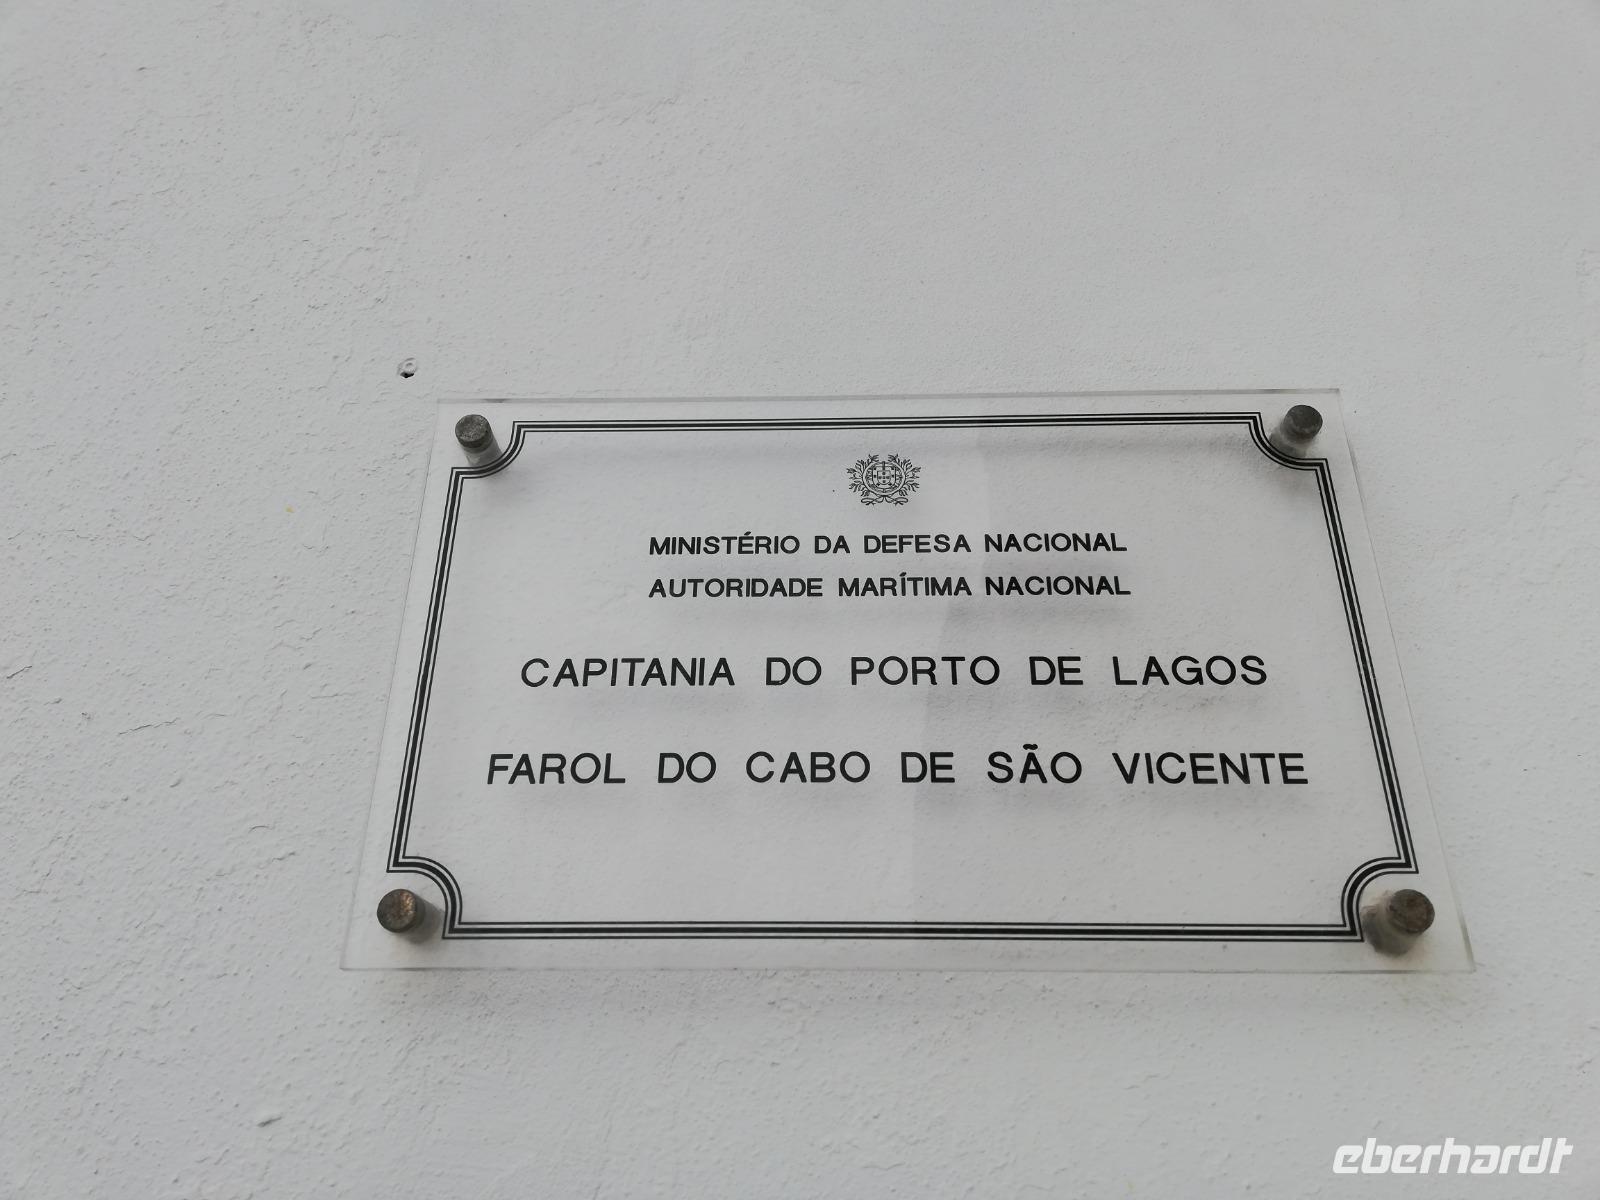 MINISTÉRIO DA DEFESA NACIONAL
AUTORIDADE MARÍTIMA NACIONAL
CAPITANIA DO PORTO DE LAGOS
FAROL DO CABO DE SÃO VICENTE
eberhardt